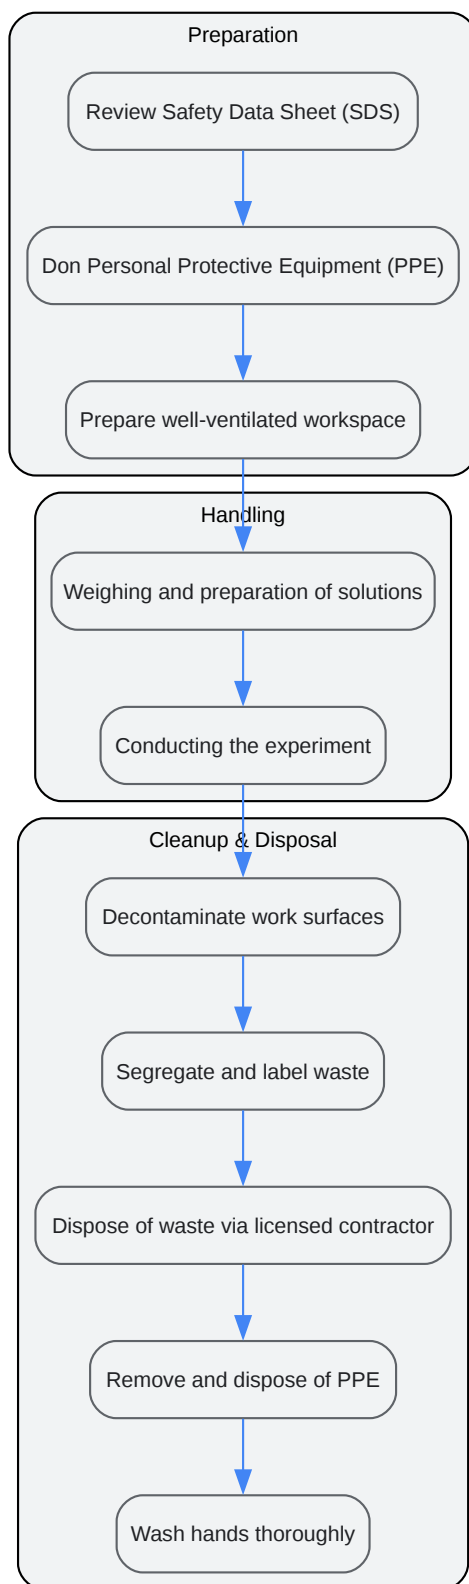 Preparation
Review Safety Data Sheet (SDS)
Don Personal Protective Equipment (PPE)
Prepare well-ventilated workspace
Handling
Weighing and preparation of solutions
Conducting the experiment
Cleanup & Disposal
Decontaminate work surfaces
Segregate and label waste
Dispose of waste via licensed contractor
Remove and dispose of PPE
Wash hands thoroughly